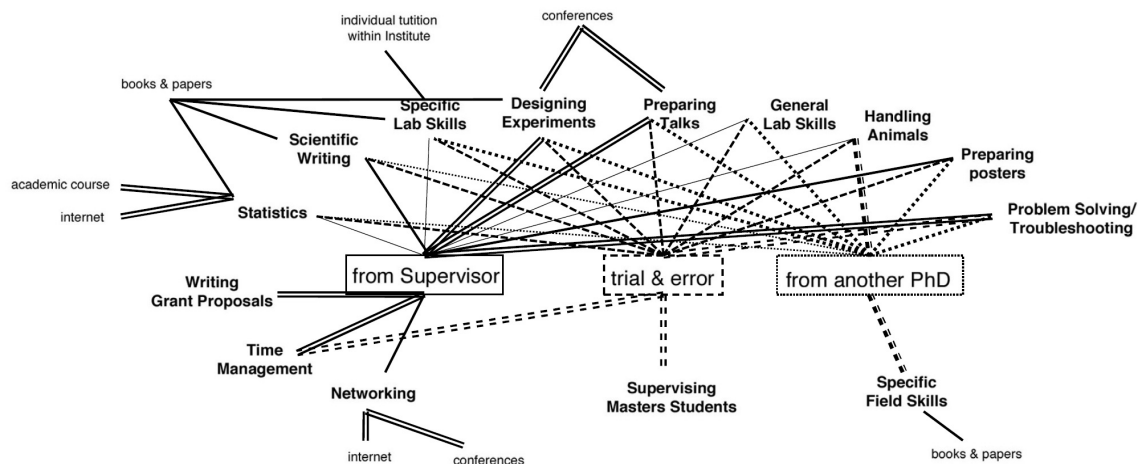 individual tutition
within Institute
conferences
books & papers
Specific
Lab Skills
Designing
Experiments
Preparing
Talks
General
Lab Skills
Handling
Animals
Scientific
Writing
Preparing
posters
academic course
internet
Statistics
Problem Solving/
Troubleshooting
from Supervisor
trial & error
from another PhD
Writing
Grant Proposals
Time
Management
Networking
Supervising
Masters Students
Specific
Field Skills
internet
conferences
books & papers